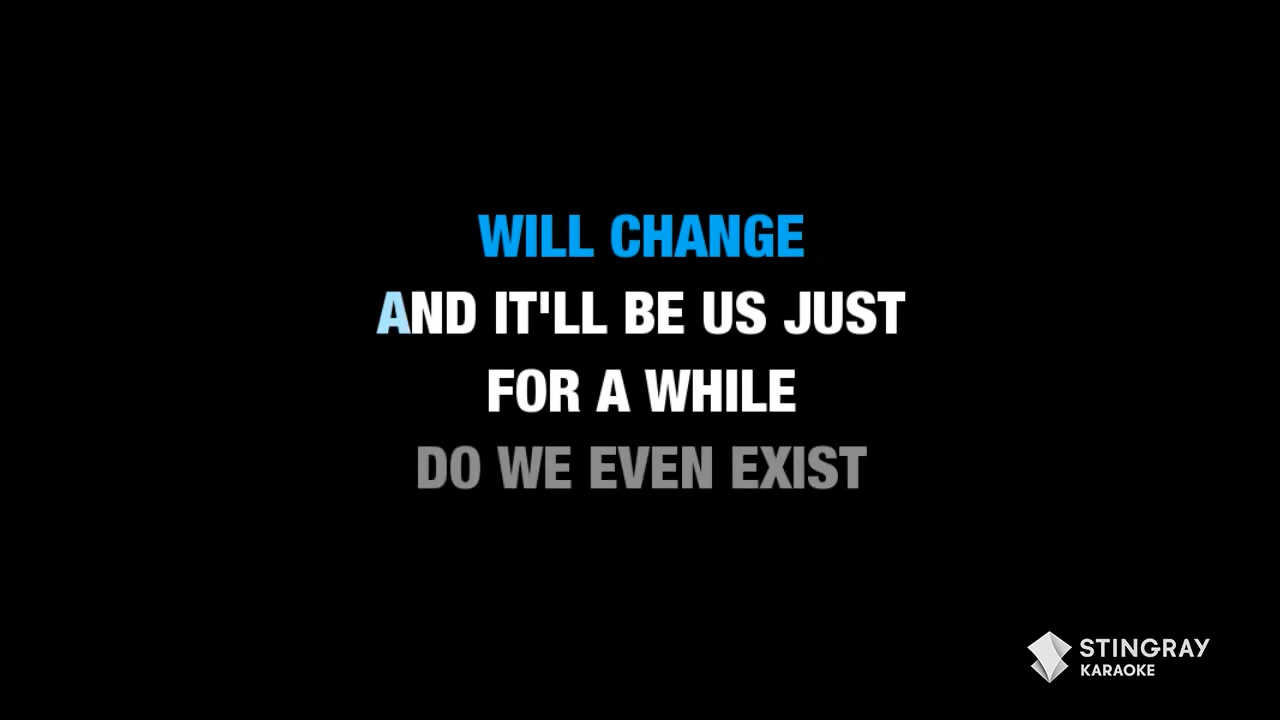 WILL CHANGE
AND IT'LL BE US JUST
FOR A WHILE
DO WE EVEN EXIST
STINGRAY
KARAOKE